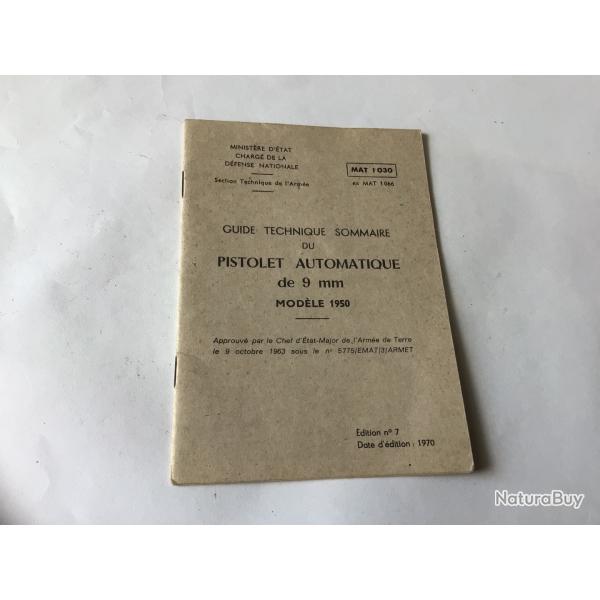 MINISTÈRE D'ÉTAT
CHARGÉ DE LA
DÉFENSE NATIONALE
Section Technique de l'Armée
MAT 1030
ex MAT 1066
GUIDE TECHNIQUE SOMMAIRE
DU
PISTOLET AUTOMATIQUE
de 9 mm
MODÈLE 1950
Approuvé par le Chef d'État-Major de l'Armée de Terre
le 9 octobre 1963 sous le n° 5775/EMAT/3/ARMET
Edition n° 7
Date d'édition : 1970
NaturaBuy